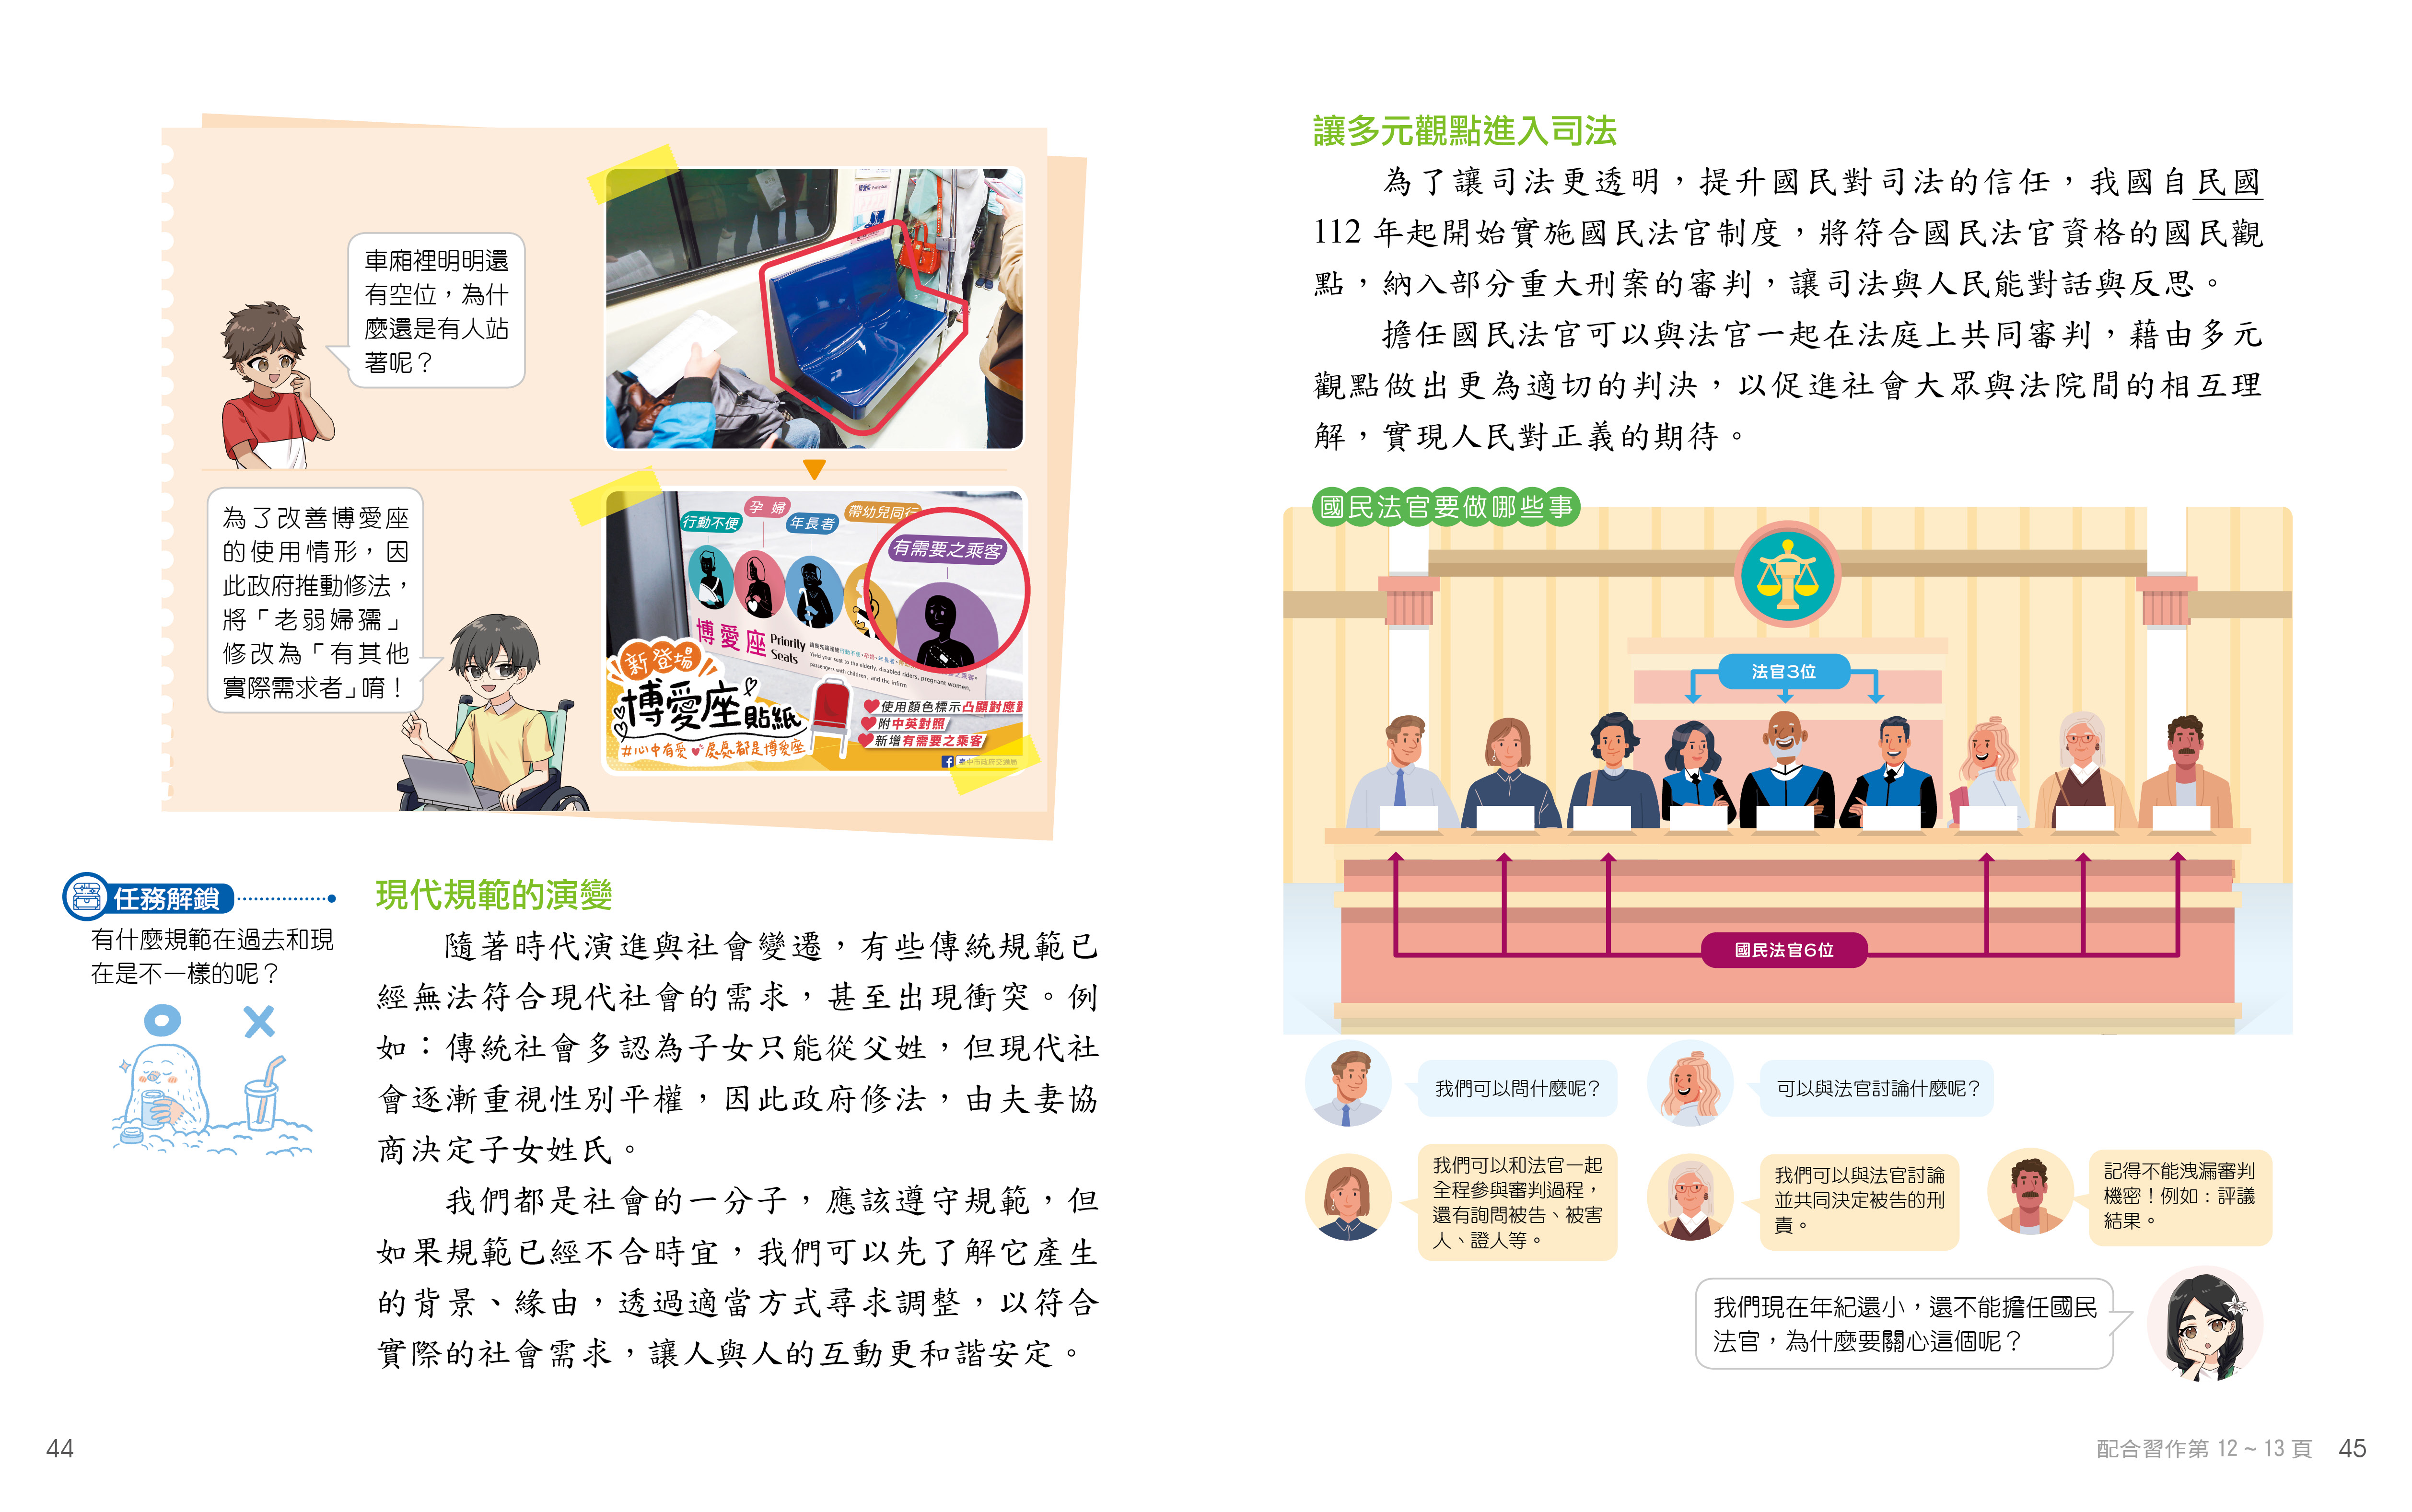 車廂裡明明還
有空位，為什
麼還是有人站
著呢？
博愛座 Priority Seats
為了改善博愛座
的使用情形，因
此政府推動修法，
將「老弱婦孺」
修改為「有其他
實際需求者」唷！
行動不便
孕婦
年長者
帶幼兒同行
有需要之乘客
博愛座 Priority
Seats
Yield your seat to the elderly, disabled riders, pregnant women,
passengers with children, and the infirm
新登場
博愛座貼紙
#心中有愛 處處都是博愛座
使用顏色標示凸顯對應
附中英對照
新增有需要之乘客
臺中市政府交通局
任務解鎖
有什麼規範在過去和現
在是不一樣的呢？
現代規範的演變
隨著時代演進與社會變遷，有些傳統規範已
經無法符合現代社會的需求，甚至出現衝突。例
如：傳統社會多認為子女只能從父姓，但現代社
會逐漸重視性別平權，因此政府修法，由夫妻協
商決定子女姓氏。
我們都是社會的一分子，應該遵守規範，但
如果規範已經不合時宜，我們可以先了解它產生
的背景、緣由，透過適當方式尋求調整，以符合
實際的社會需求，讓人與人的互動更和諧安定。
44
讓多元觀點進入司法
為了讓司法更透明，提升國民對司法的信任，我國自民國
112 年起開始實施國民法官制度，將符合國民法官資格的國民觀
點，納入部分重大刑案的審判，讓司法與人民能對話與反思。
擔任國民法官可以與法官一起在法庭上共同審判，藉由多元
觀點做出更為適切的判決，以促進社會大眾與法院間的相互理
解，實現人民對正義的期待。
國民法官要做哪些事
法官3位
國民法官6位
我們可以問什麼呢？
可以與法官討論什麼呢？
我們可以和法官一起
全程參與審判過程，
還有詢問被告、被害
人、證人等。
我們可以與法官討論
並共同決定被告的刑
責。
記得不能洩漏審判
機密！例如：評議
結果。
我們現在年紀還小，還不能擔任國民
法官，為什麼要關心這個呢？
配合習作第 12 ~ 13 頁
45